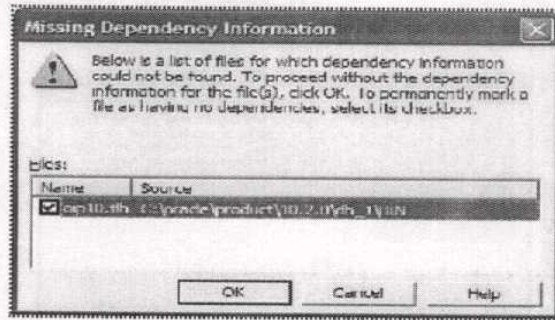 Missing Dependency Information
Below is a list of files for which dependency information
could not be found. To proceed without the dependency
information for the file(s), click OK. To permanently mark a
file as having no dependencies, select its checkbox.
Files:
Name Source
OK Cancel Help